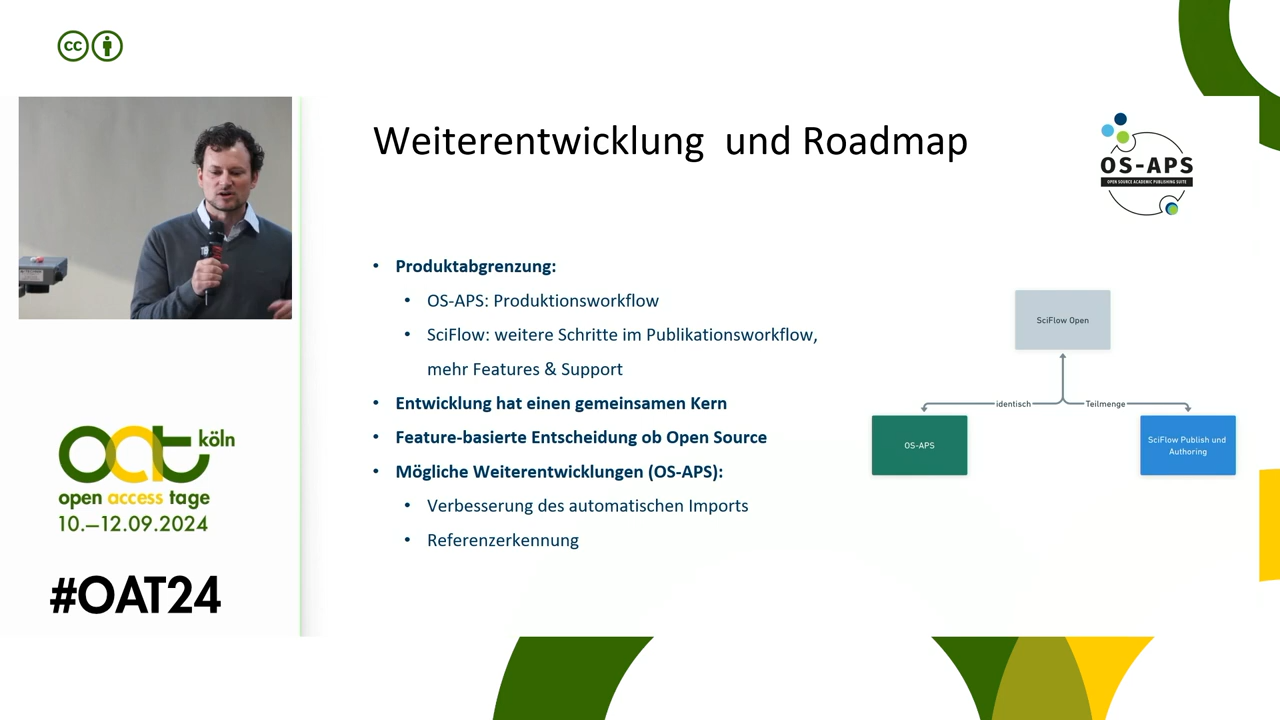 cc
Weiterentwicklung und Roadmap
OS-APS
OPEN SOURCE ACADEMIC PUBLISHING SUITE
• Produktabgrenzung:
• OS-APS: Produktionsworkflow
• SciFlow: weitere Schritte im Publikationsworkflow,
mehr Features & Support
• Entwicklung hat einen gemeinsamen Kern
• Feature-basierte Entscheidung ob Open Source
• Mögliche Weiterentwicklungen (OS-APS):
• Verbesserung des automatischen Imports
• Referenzerkennung
SciFlow Open
identisch
Teilmenge
OS-APS
SciFlow Publish und
Authoring
oat köln
open access tage
10.–12.09.2024
#OAT24